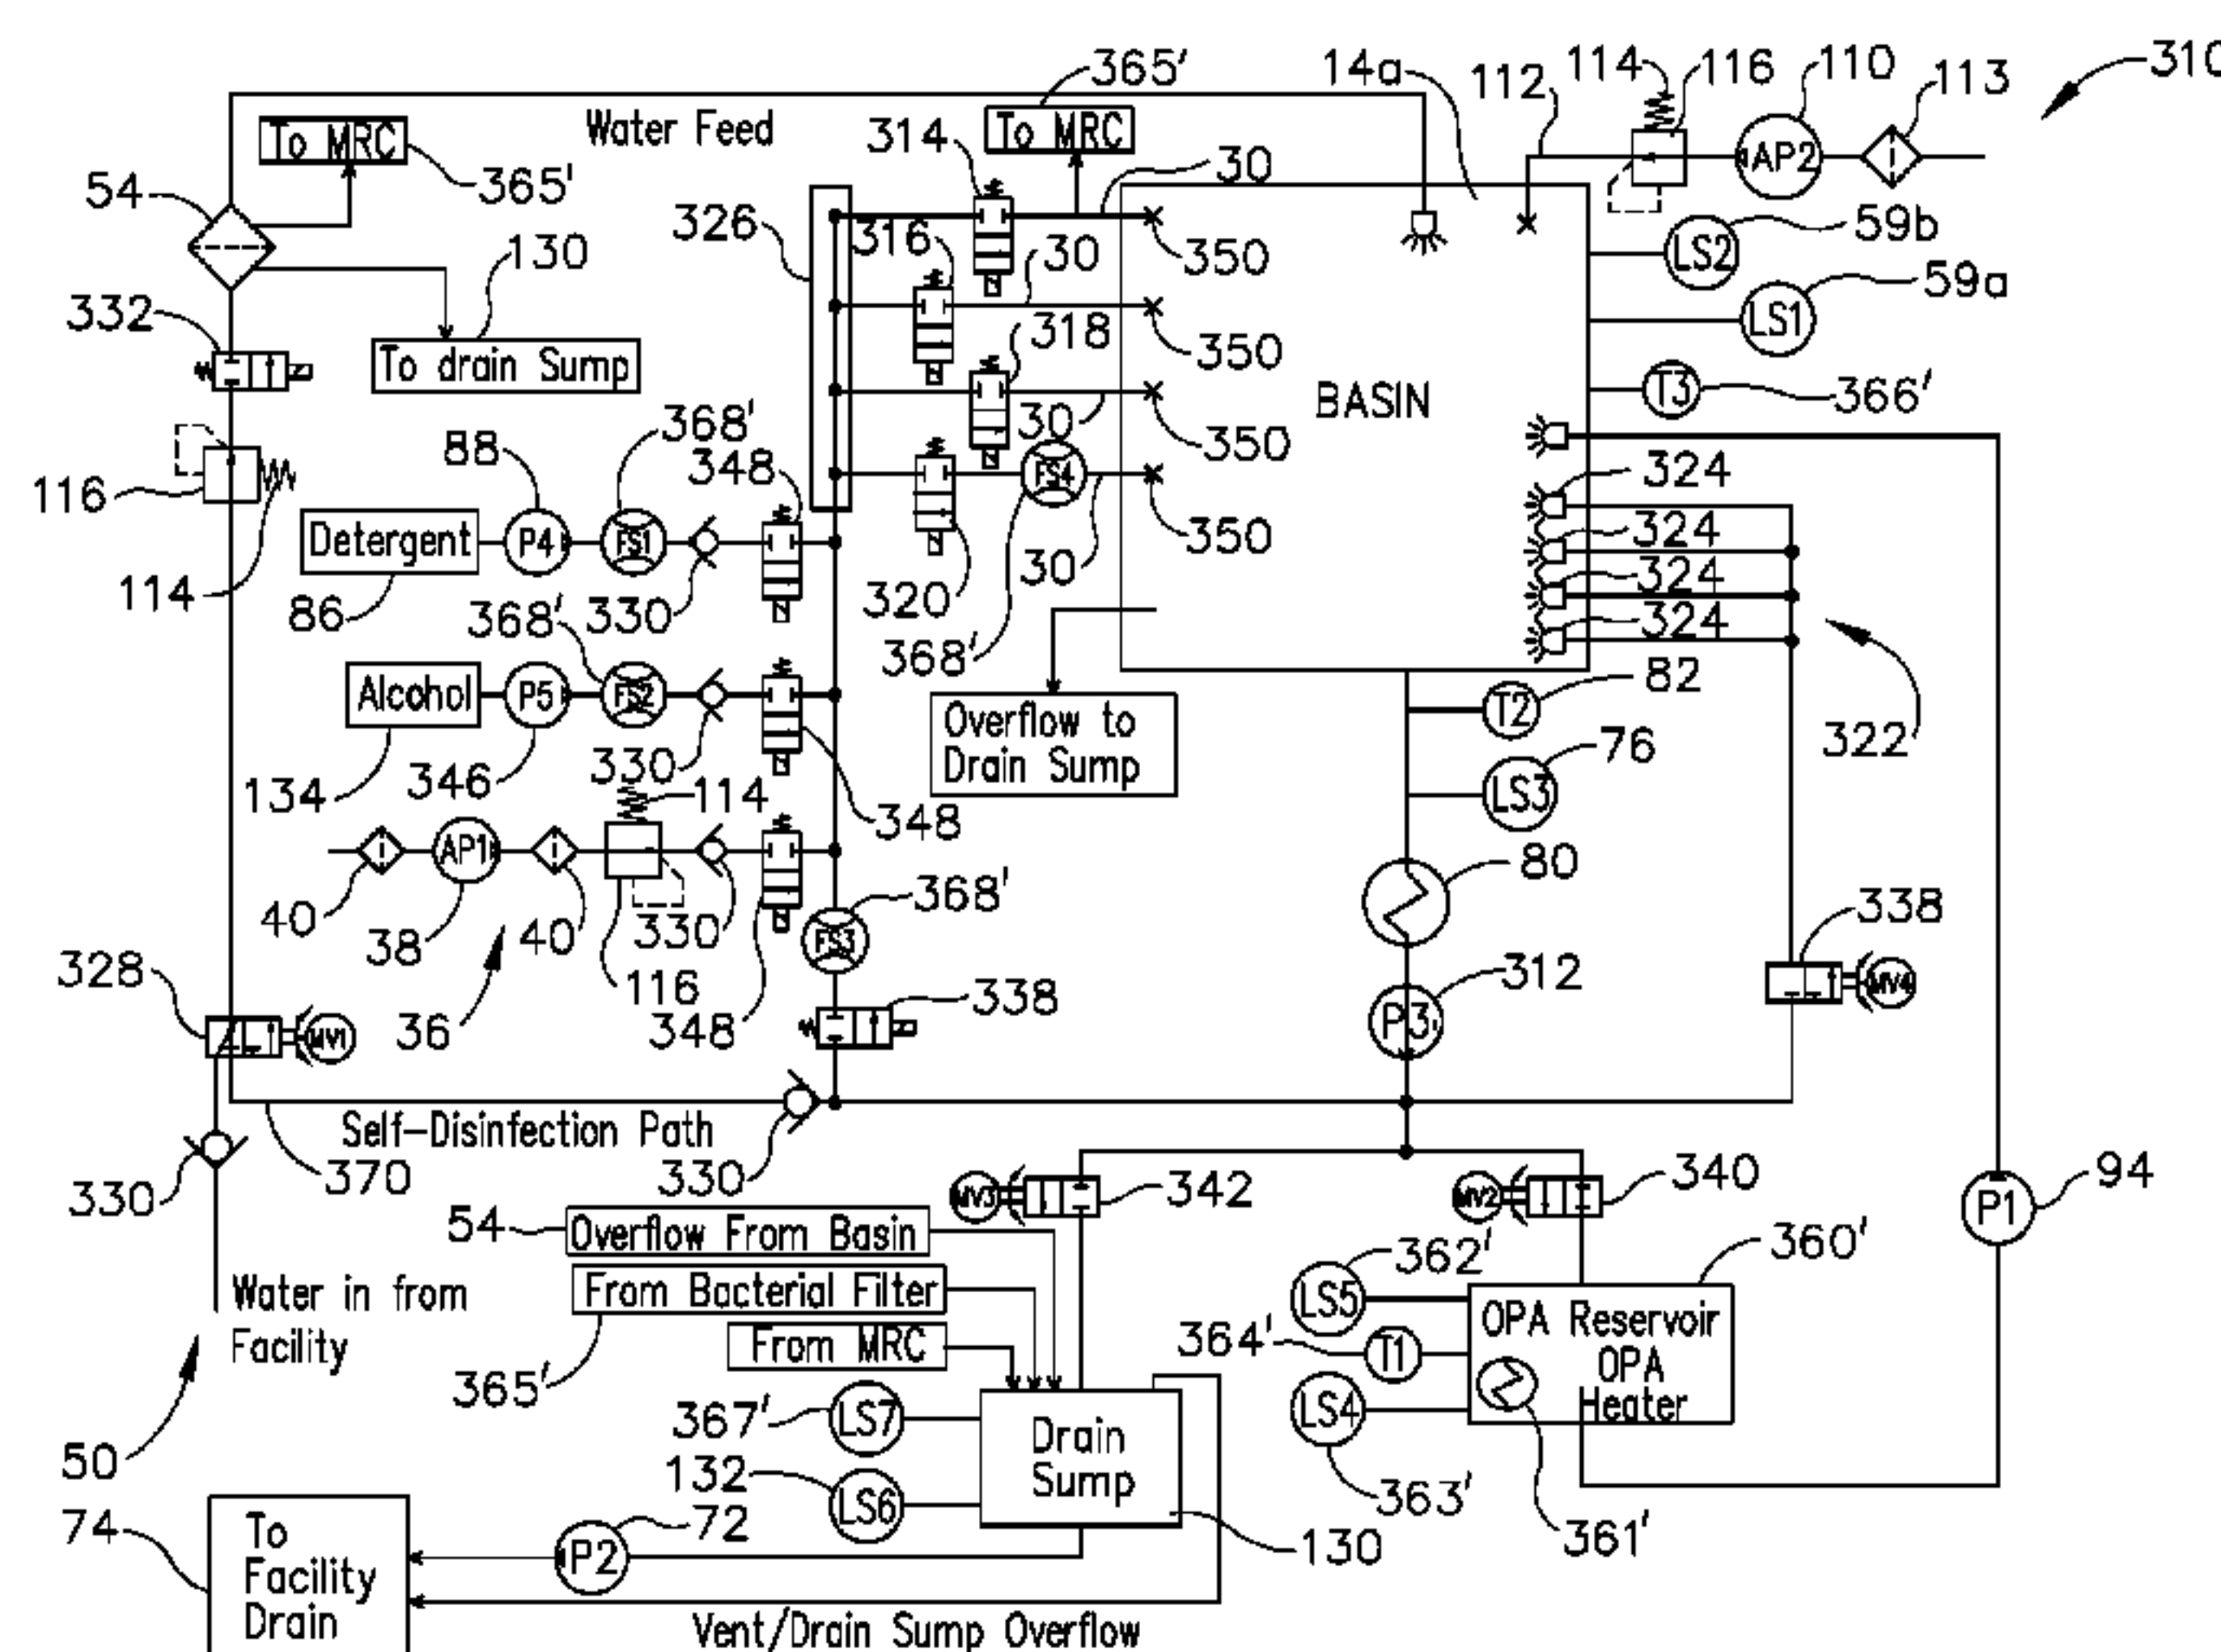 365'
14a
112
114
116
110
113
310
Water Feed
To MRC
To MRC
314
30
AP2
54
365'
326
316
30
350
LS2
59b
130
332
To drain Sump
318
350
LS1
59a
BASIN
T3
366'
368'
88
348
30
350
324
116
FS4
Detergent
P4
FS1
350
324
30
324
114
86
368'
330
320
368'
324
82
Alcohol
P5
FS2
Overflow to
Drain Sump
T2
76
322
134
346
330
114
348
LS3
AP1
80
40
38
40
330
368'
338
328
116
FS3
312
MV4
MV1
36
348
338
P3
Self-Disinfection Path
330
370
330
MV3
342
MV2
340
94
P1
54
Overflow From Basin
362'
360'
Water in from
Facility
From Bacterial Filter
LS5
OPA Reservoir
OPA
Heater
From MRC
364'
T1
365'
367'
LS7
Drain
Sump
LS4
50
132
LS6
363'
361'
74
To
Facility
Drain
P2
72
130
Vent/Drain Sump Overflow